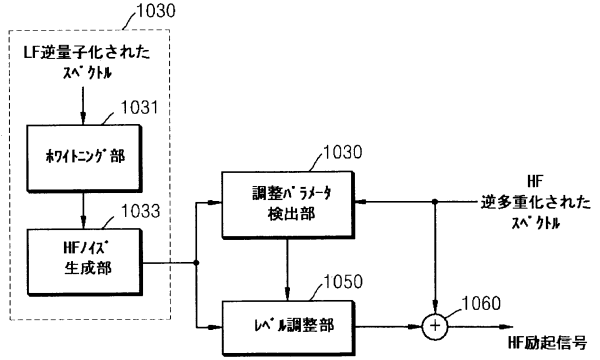 1030
LF逆量子化された
ｽﾍﾟｸﾄﾙ
1031
ﾎﾜｲﾄﾆﾝｸﾞ部
1033
HFﾉｲｽﾞ
生成部
1030
調整ﾊﾟﾗﾒｰﾀ
検出部
HF
逆多重化された
ｽﾍﾟｸﾄﾙ
1050
ﾚﾍﾞﾙ調整部
1060
+
HF励起信号